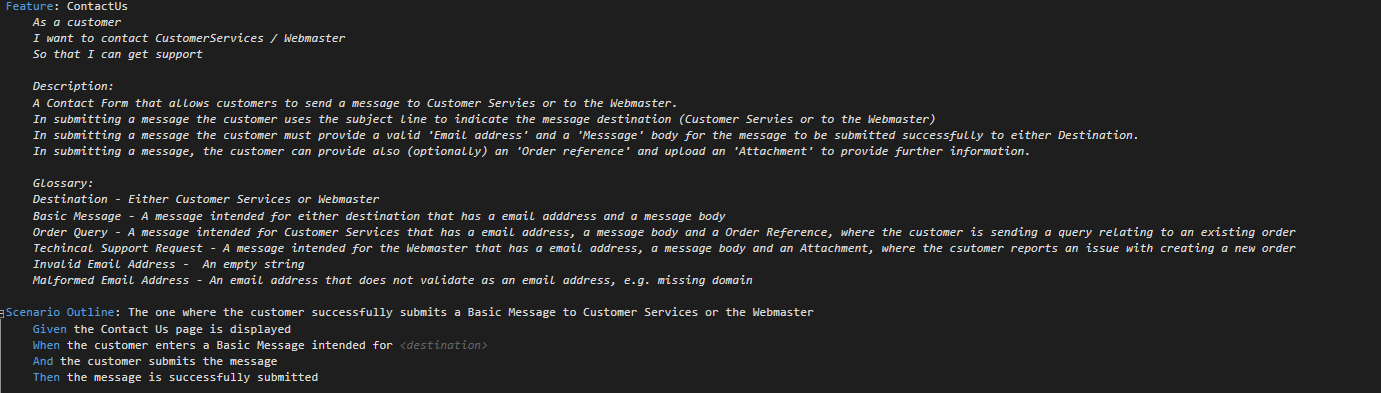 Feature: ContactUs
As a customer
I want to contact CustomerServices / Webmaster
So that I can get support
Description:
A Contact Form that allows customers to send a message to Customer Servies or to the Webmaster.
In submitting a message the customer uses the subject line to indicate the message destination (Customer Servies or to the Webmaster)
In submitting a message the customer must provide a valid 'Email address' and a 'Messsage' body for the message to be submitted successfully to either Destination.
In submitting a message, the customer can provide also (optionally) an 'Order reference' and upload an 'Attachment' to provide further information.
Glossary:
Destination - Either Customer Services or Webmaster
Basic Message - A message intended for either destination that has a email adddress and a message body
Order Query - A message intended for Customer Services that has a email address, a message body and a Order Reference, where the customer is sending a query relating to an existing order
Techincal Support Request - A message intended for the Webmaster that has a email address, a message body and an Attachment, where the csutomer reports an issue with creating a new order
Invalid Email Address -  An empty string
Malformed Email Address - An email address that does not validate as an email address, e.g. missing domain
Scenario Outline: The one where the customer successfully submits a Basic Message to Customer Services or the Webmaster
Given the Contact Us page is displayed
When the customer enters a Basic Message intended for <destination>
And the customer submits the message
Then the message is successfully submitted